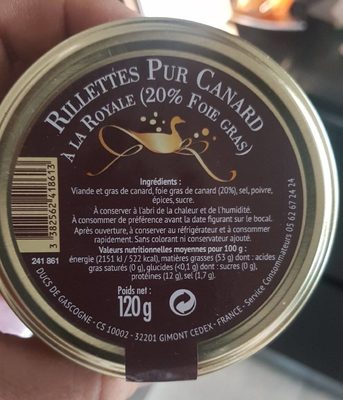 RILLETTES PUR CANARD
À LA ROYALE (20% FOIE GRAS)
Ingrédients :
Viande et gras de canard, foie gras de canard (20%), sel, poivre,
épices, sucre.
À conserver à l'abri de la chaleur et de l'humidité.
À consommer de préférence avant la date figurant sur le bocal.
Après ouverture, à conserver au réfrigérateur et à consommer
rapidement. Sans colorant ni conservateur ajouté.
Valeurs nutritionnelles moyennes pour 100 g :
énergie (2151 kJ / 522 kcal), matières grasses (53 g) dont : acides
gras saturés (0 g), glucides (<0,1 g) dont : sucres (0 g),
protéines (12 g), sel (1,7 g).
Poids net :
120g
3 382562 418613
241 861
DUCS DE GASCOGNE - CS 10002 - 32201 GIMONT CEDEX - FRANCE - Service Consommateurs 05 62 67 24 24